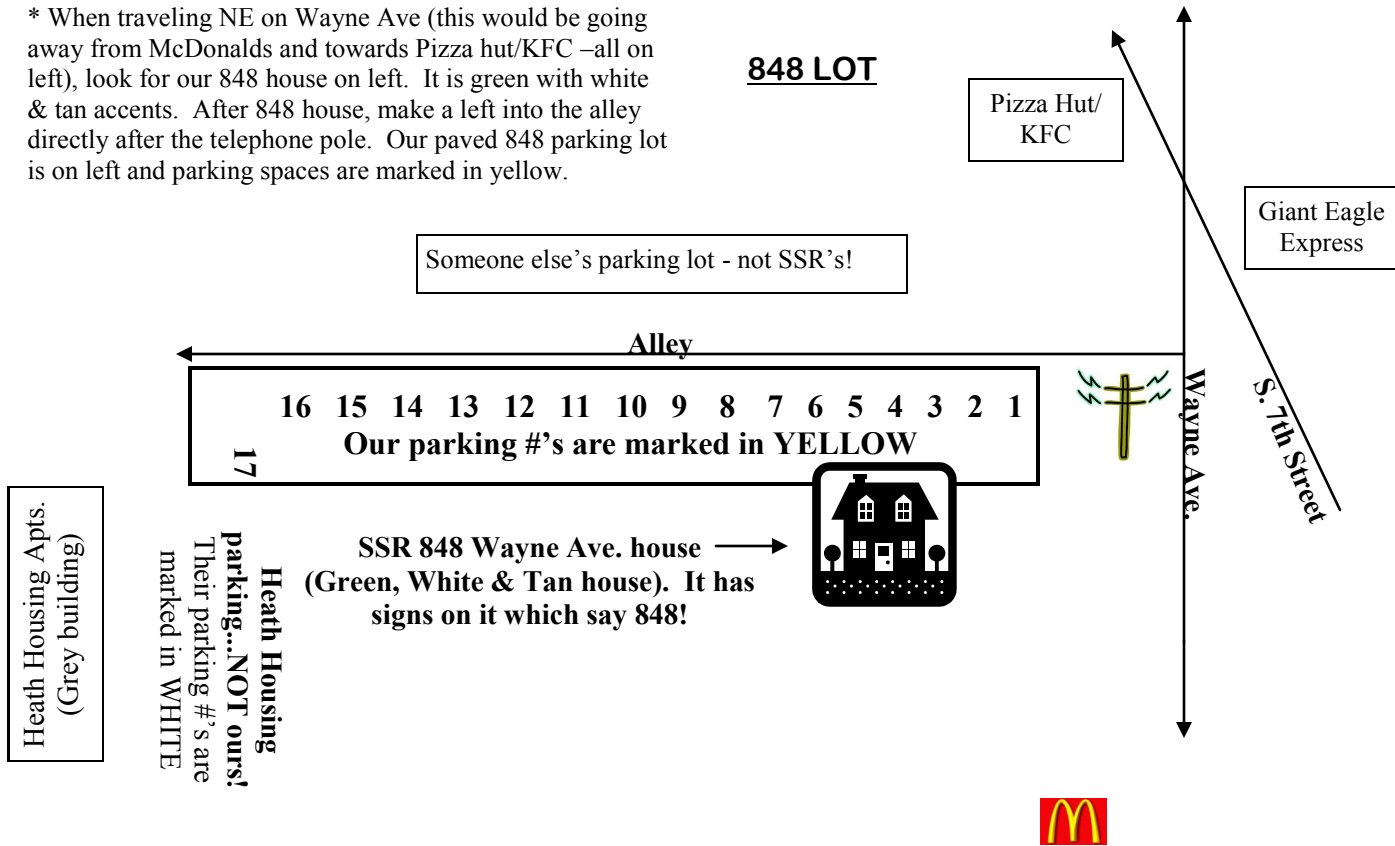 * When traveling NE on Wayne Ave (this would be going
away from McDonalds and towards Pizza hut/KFC –all on
left), look for our 848 house on left.  It is green with white
& tan accents.  After 848 house, make a left into the alley
directly after the telephone pole.  Our paved 848 parking lot
is on left and parking spaces are marked in yellow.
848 LOT
Pizza Hut/
KFC
Giant Eagle
Express
Someone else’s parking lot - not SSR’s!
Alley
Wayne Ave.
S. 7th Street
16 15 14 13 12 11 10 9 8 7 6 5 4 3 2 1
Our parking #’s are marked in YELLOW
17
Heath Housing Apts.
(Grey building)
Heath Housing
parking...NOT ours!
Their parking #’s are
marked in WHITE
SSR 848 Wayne Ave. house
(Green, White & Tan house).  It has
signs on it which say 848!